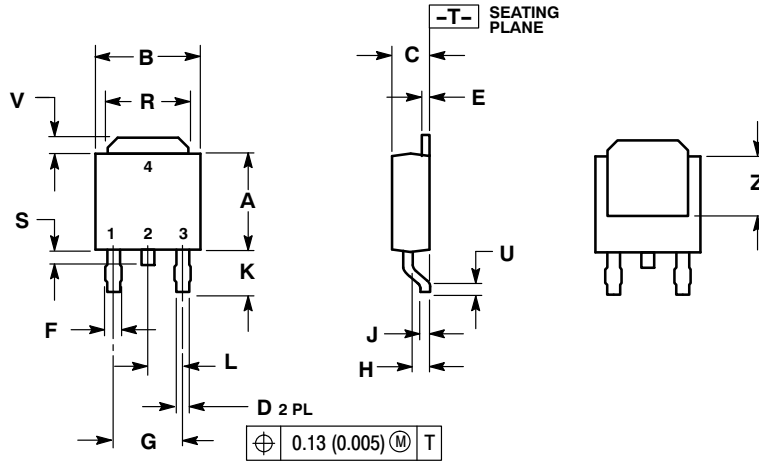 –T– SEATING
PLANE
B
C
V
R
E
4
Z
A
S
1 2 3
U
K
F
J
L
H
D 2 PL
G
⌖ 0.13 (0.005) Ⓜ T